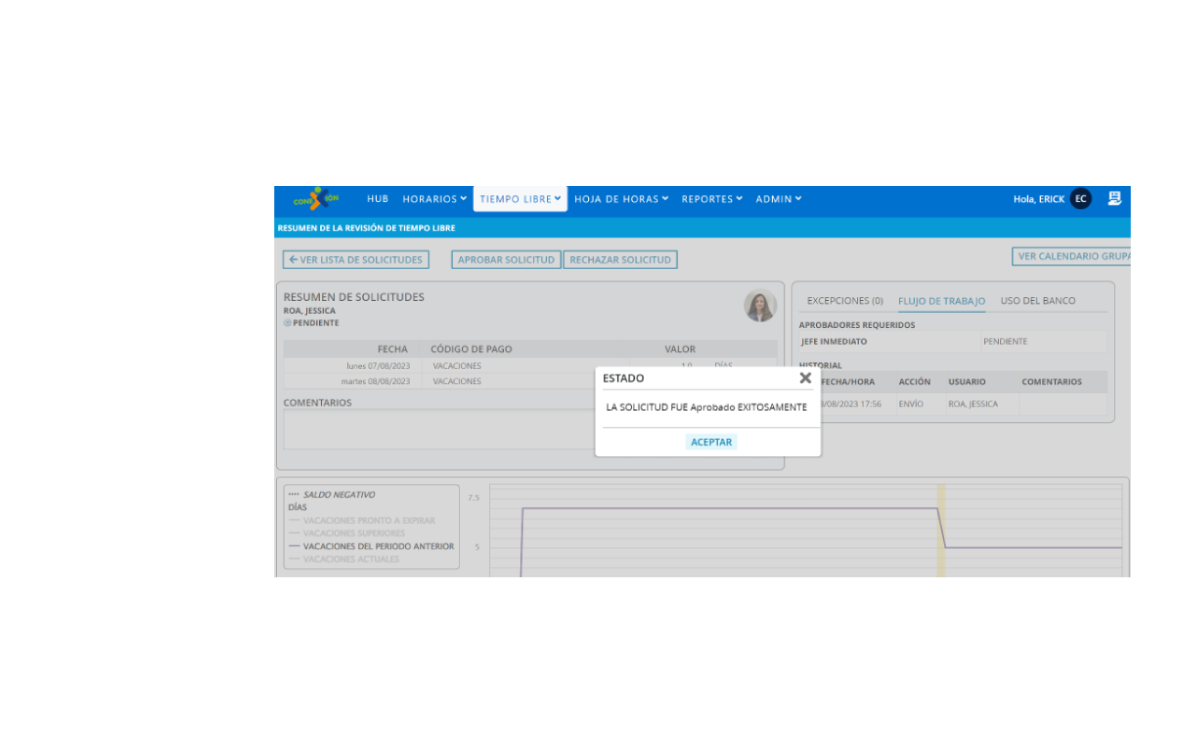 CONEXIÓN HUB HORARIOS TIEMPO LIBRE HOJA DE HORAS REPORTES ADMIN Hola, ERICK EC
RESUMEN DE LA REVISIÓN DE TIEMPO LIBRE
VER LISTA DE SOLICITUDES APROBAR SOLICITUD RECHAZAR SOLICITUD VER CALENDARIO
RESUMEN DE SOLICITUDES
ROA, JESSICA
PENDIENTE
FECHA CÓDIGO DE PAGO VALOR
lunes 07/08/2023 VACACIONES 1.0 DÍAS
martes 08/08/2023 VACACIONES
COMENTARIOS
EXCEPCIONES (0) FLUJO DE TRABAJO USO DEL BANCO
APROBADORES REQUERIDOS
JEFE INMEDIATO PENDIENTE
HISTORIAL
FECHA/HORA ACCIÓN USUARIO COMENTARIOS
/08/2023 17:56 ENVÍO ROA, JESSICA
ESTADO
LA SOLICITUD FUE Aprobado EXITOSAMENTE
ACEPTAR
SALDO NEGATIVO
DÍAS
VACACIONES PRONTO A EXPIRAR
VACACIONES SUPERIORES
VACACIONES DEL PERIODO ANTERIOR
VACACIONES ACTUALES
7.5
5